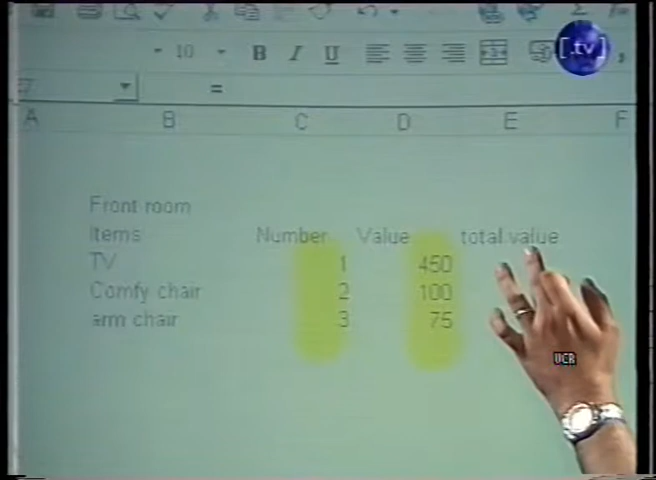 [.tv]
10 B I U
=
A B C D E F
Front room
Items Number Value total value
TV 1 450
Comfy chair 2 100
arm chair 3 75
UCR